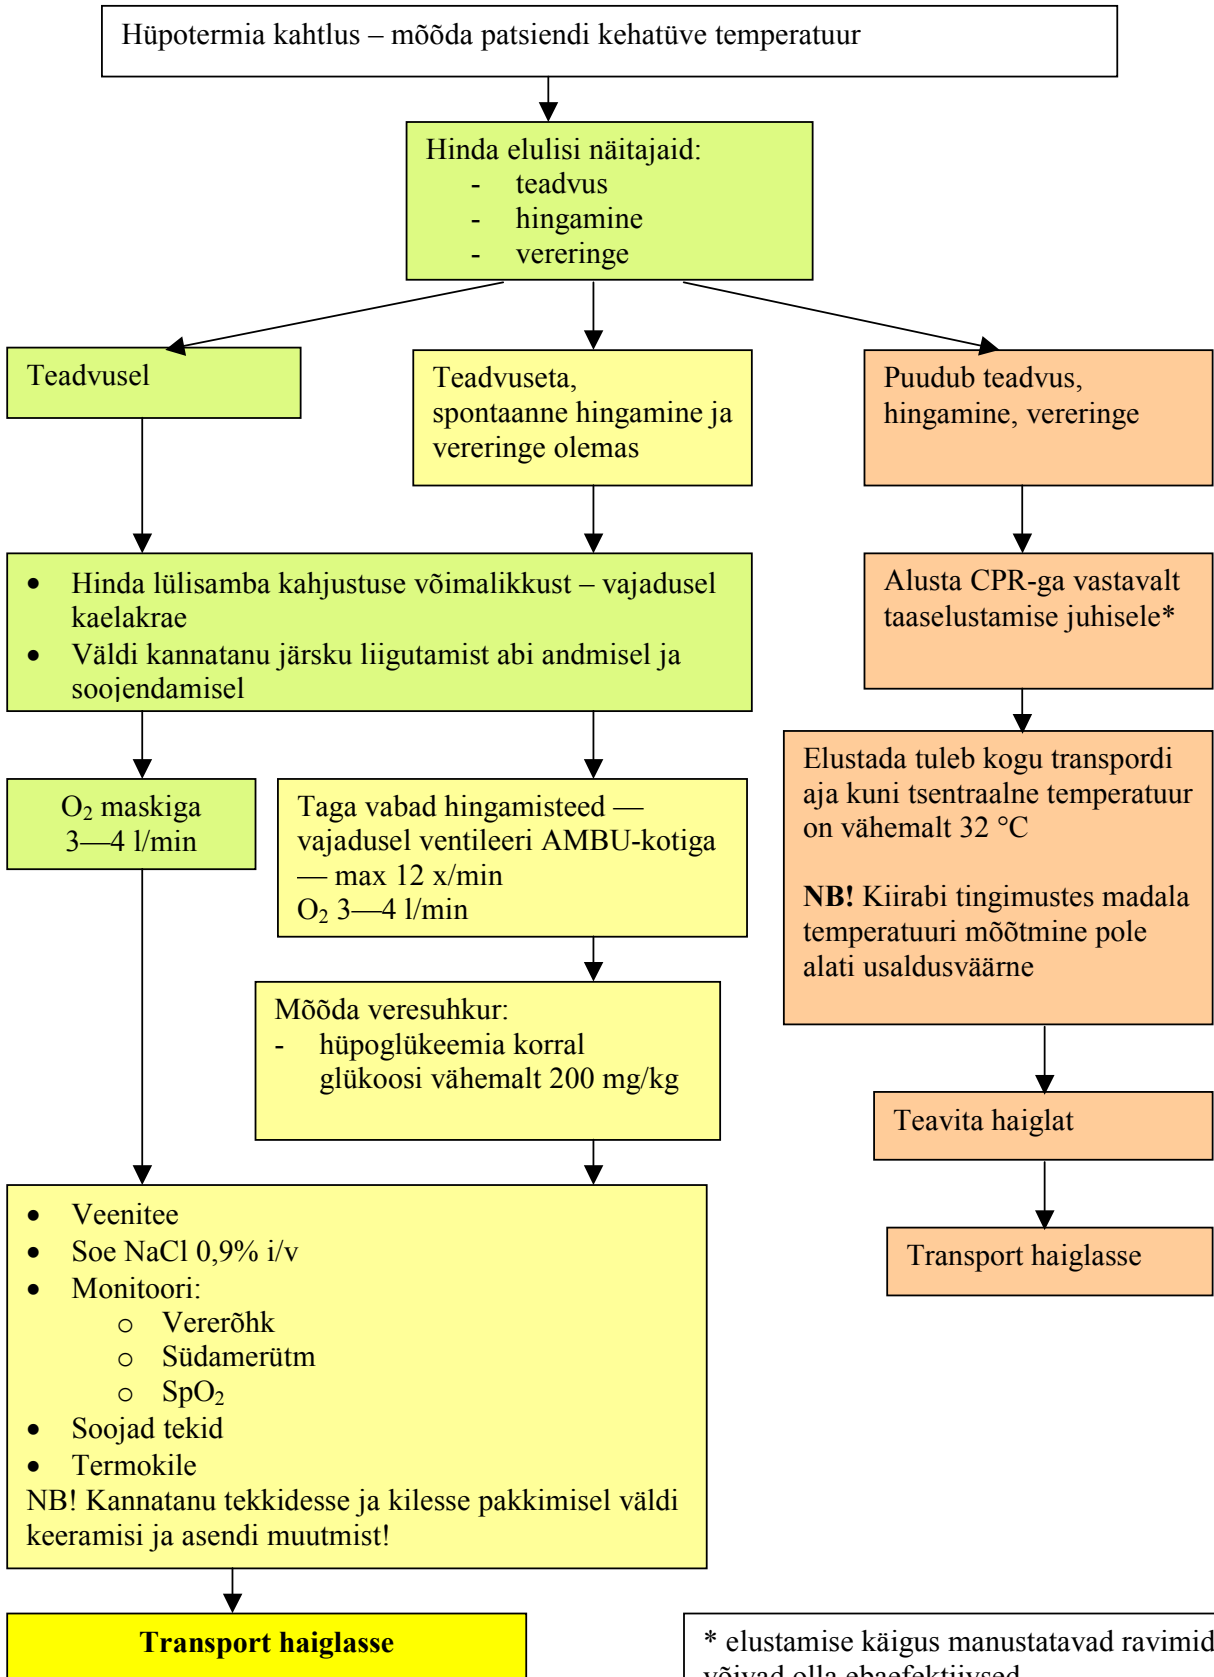 Hüpotermia kahtlus – mõõda patsiendi kehatüve temperatuur
Hinda elulisi näitajaid:
- teadvus
- hingamine
- vereringe
Teadvusel
Teadvuseta,
spontaanne hingamine ja
vereringe olemas
Puudub teadvus,
hingamine, vereringe
• Hinda lülisamba kahjustuse võimalikkust – vajadusel
kaelakrae
• Väldi kannatanu järsku liigutamist abi andmisel ja
soojendamisel
Alusta CPR-ga vastavalt
taaselustamise juhisele*
O₂ maskiga
3—4 l/min
Taga vabad hingamisteed —
vajadusel ventileeri AMBU-kotiga
— max 12 x/min
O₂ 3—4 l/min
Elustada tuleb kogu transpordi
aja kuni tsentraalne temperatuur
on vähemalt 32 °C
NB! Kiirabi tingimustes madala
temperatuuri mõõtmine pole
alati usaldusväärne
Mõõda veresuhkur:
- hüpoglükeemia korral
glükoosi vähemalt 200 mg/kg
Teavita haiglat
Transport haiglasse
• Veenitee
• Soe NaCl 0,9% i/v
• Monitoori:
o Vererõhk
o Südamerütm
o SpO₂
• Soojad tekid
• Termokile
NB! Kannatanu tekkidesse ja kilesse pakkimisel väldi
keeramisi ja asendi muutmist!
Transport haiglasse
* elustamise käigus manustatavad ravimid
võivad olla ebaefektiivsed